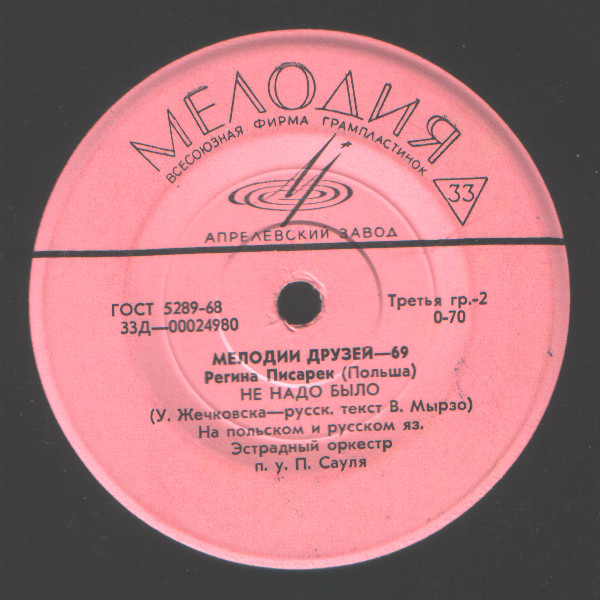 МЕЛОДИЯ
ВСЕСОЮЗНАЯ ФИРМА ГРАМПЛАСТИНОК
33
АПРЕЛЕВСКИЙ ЗАВОД
ГОСТ 5289-68
33Д—00024980
Третья гр.-2
0-70
МЕЛОДИИ ДРУЗЕЙ—69
Регина Писарек (Польша)
НЕ НАДО БЫЛО
(У. Жечковска—русск. текст В. Мырзо)
На польском и русском яз.
Эстрадный оркестр
п. у. П. Сауля